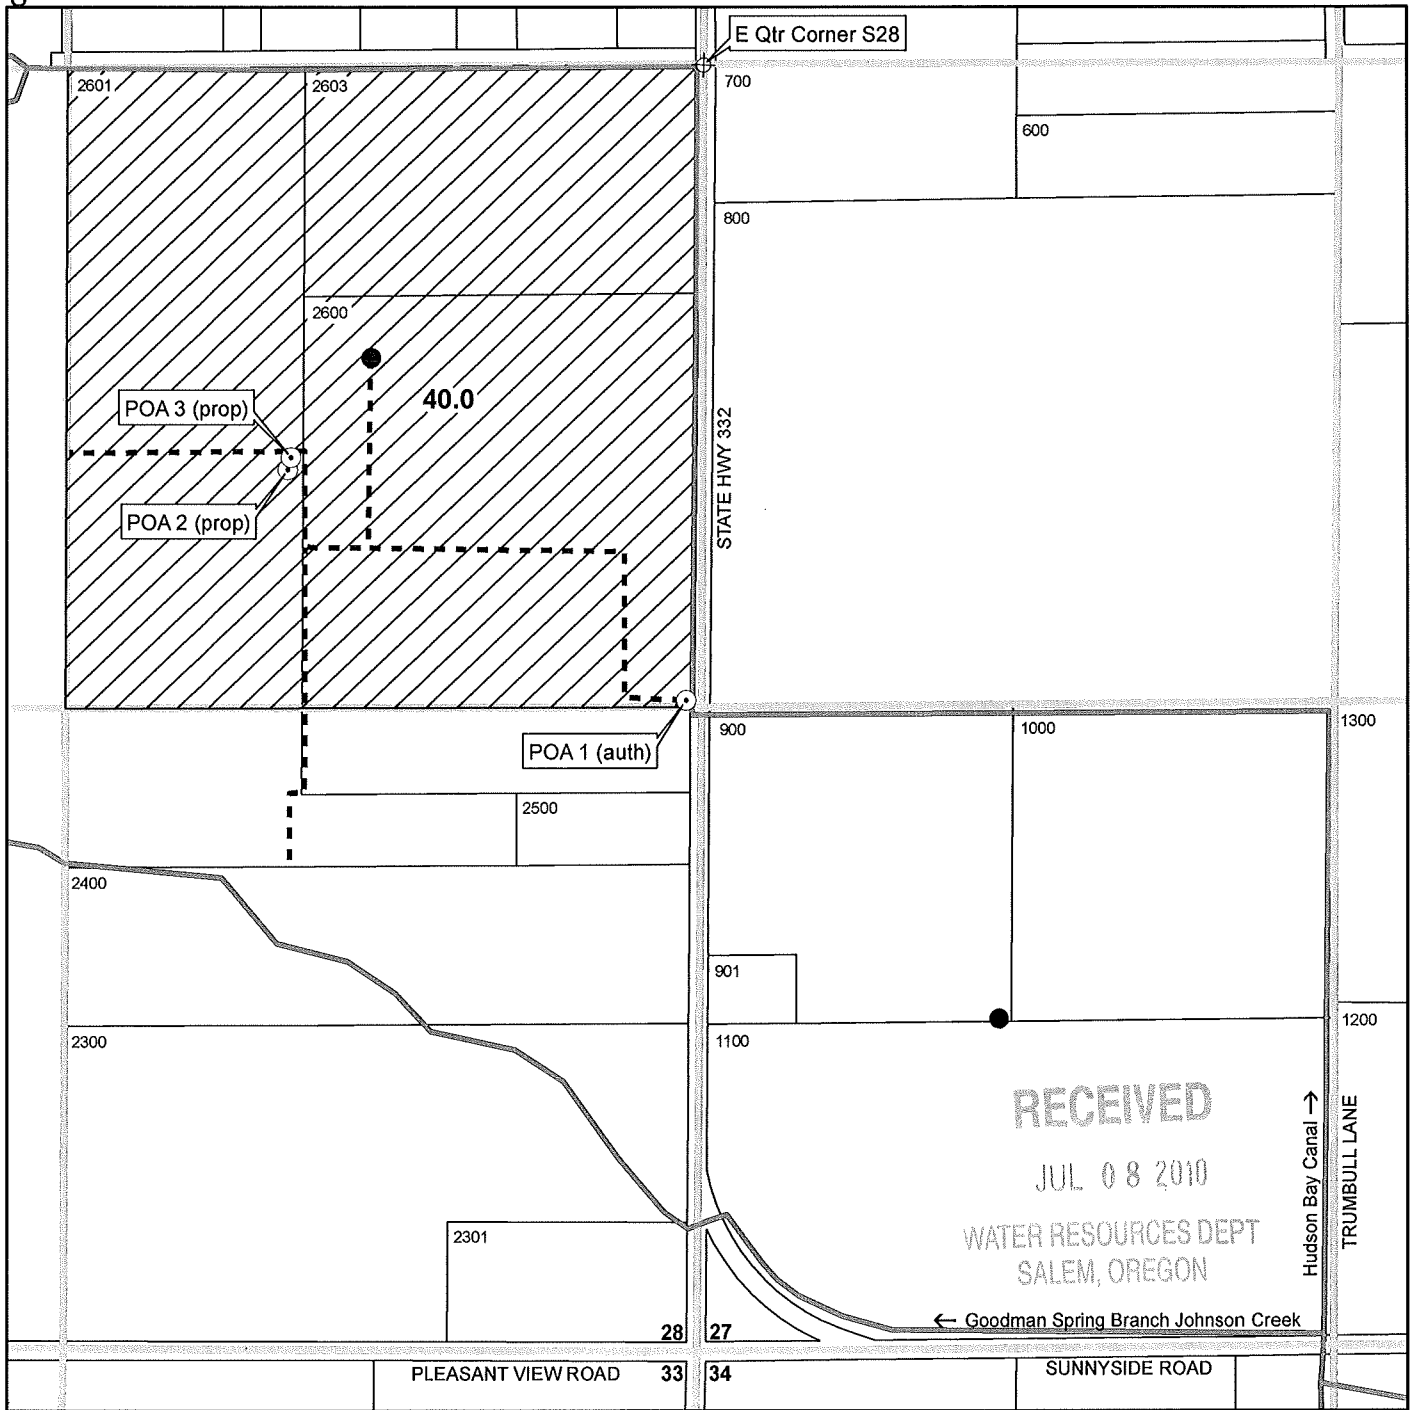 E Qtr Corner S28
2601
2603
700
600
800
2600
40.0
POA 3 (prop)
POA 2 (prop)
STATE HWY 332
POA 1 (auth)
900
1000
1300
2500
2400
901
2300
1100
1200
RECEIVED
JUL 08 2010
WATER RESOURCES DEPT
SALEM, OREGON
Hudson Bay Canal →
TRUMBULL LANE
2301
← Goodman Spring Branch Johnson Creek
28 27
PLEASANT VIEW ROAD
33 34
SUNNYSIDE ROAD